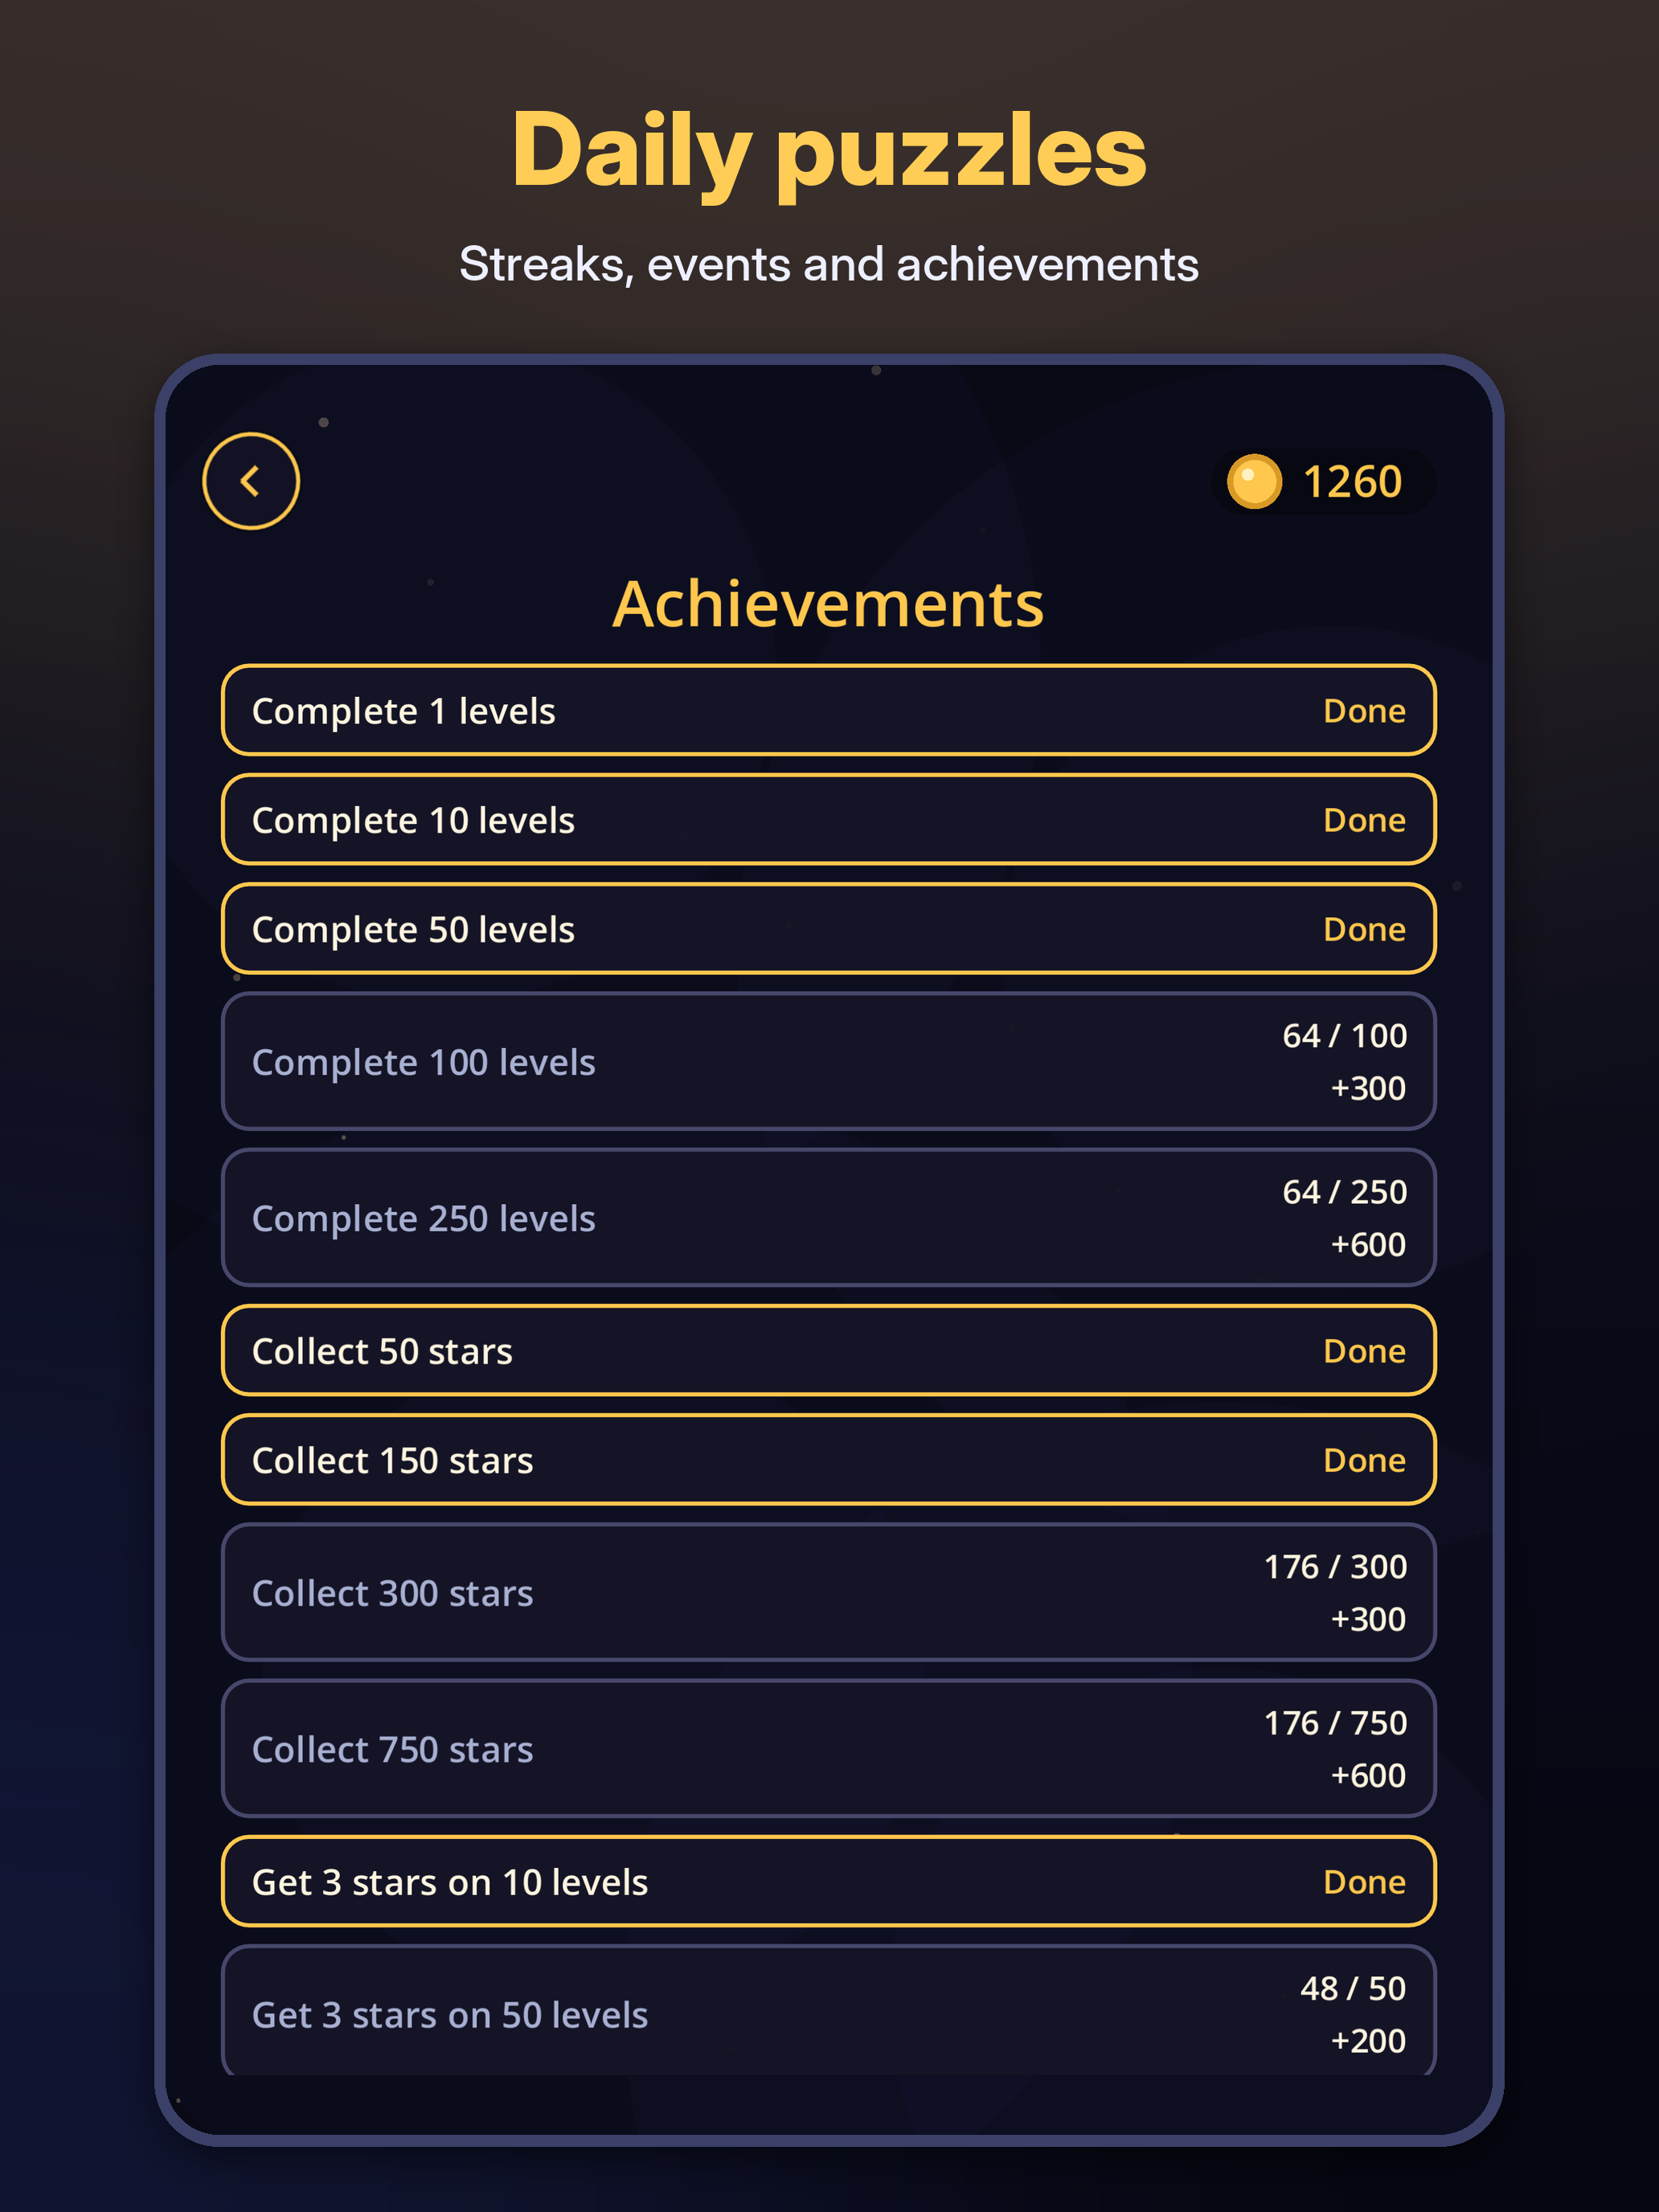 Daily puzzles
Streaks, events and achievements
1260
Achievements
Complete 1 levels
Done
Complete 10 levels
Done
Complete 50 levels
Done
Complete 100 levels
64 / 100
+300
Complete 250 levels
64 / 250
+600
Collect 50 stars
Done
Collect 150 stars
Done
Collect 300 stars
176 / 300
+300
Collect 750 stars
176 / 750
+600
Get 3 stars on 10 levels
Done
Get 3 stars on 50 levels
48 / 50
+200